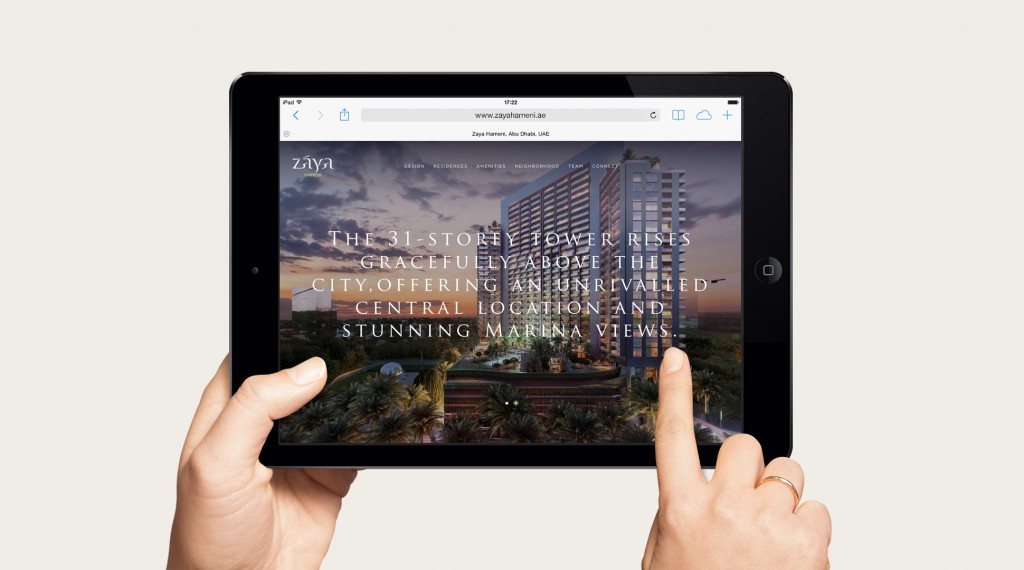 iPad
17:22
www.zayahameni.ae
Zaya Hameni, Abu Dhabi, UAE
zaya
DESIGN RESIDENCES AMENITIES NEIGHBORHOOD TEAM CONNECT
THE 31-STOREY TOWER RISES
GRACEFULLY ABOVE THE
CITY,OFFERING AN UNRIVALLED
CENTRAL LOCATION AND
STUNNING MARINA VIEWS.